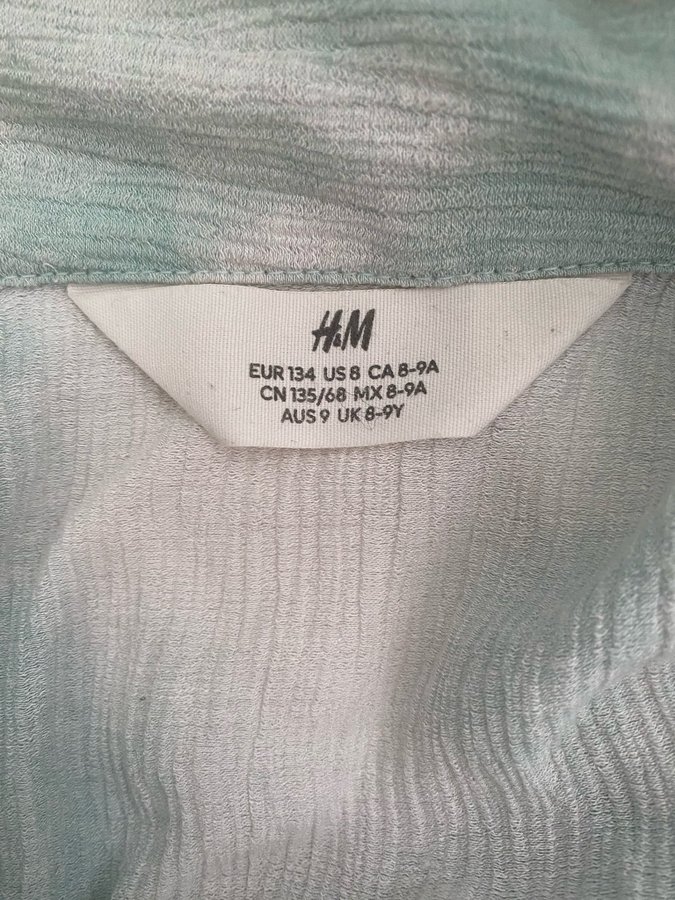 H&M
EUR 134 US 8 CA 8-9A
CN 135/68 MX 8-9A
AUS 9 UK 8-9Y